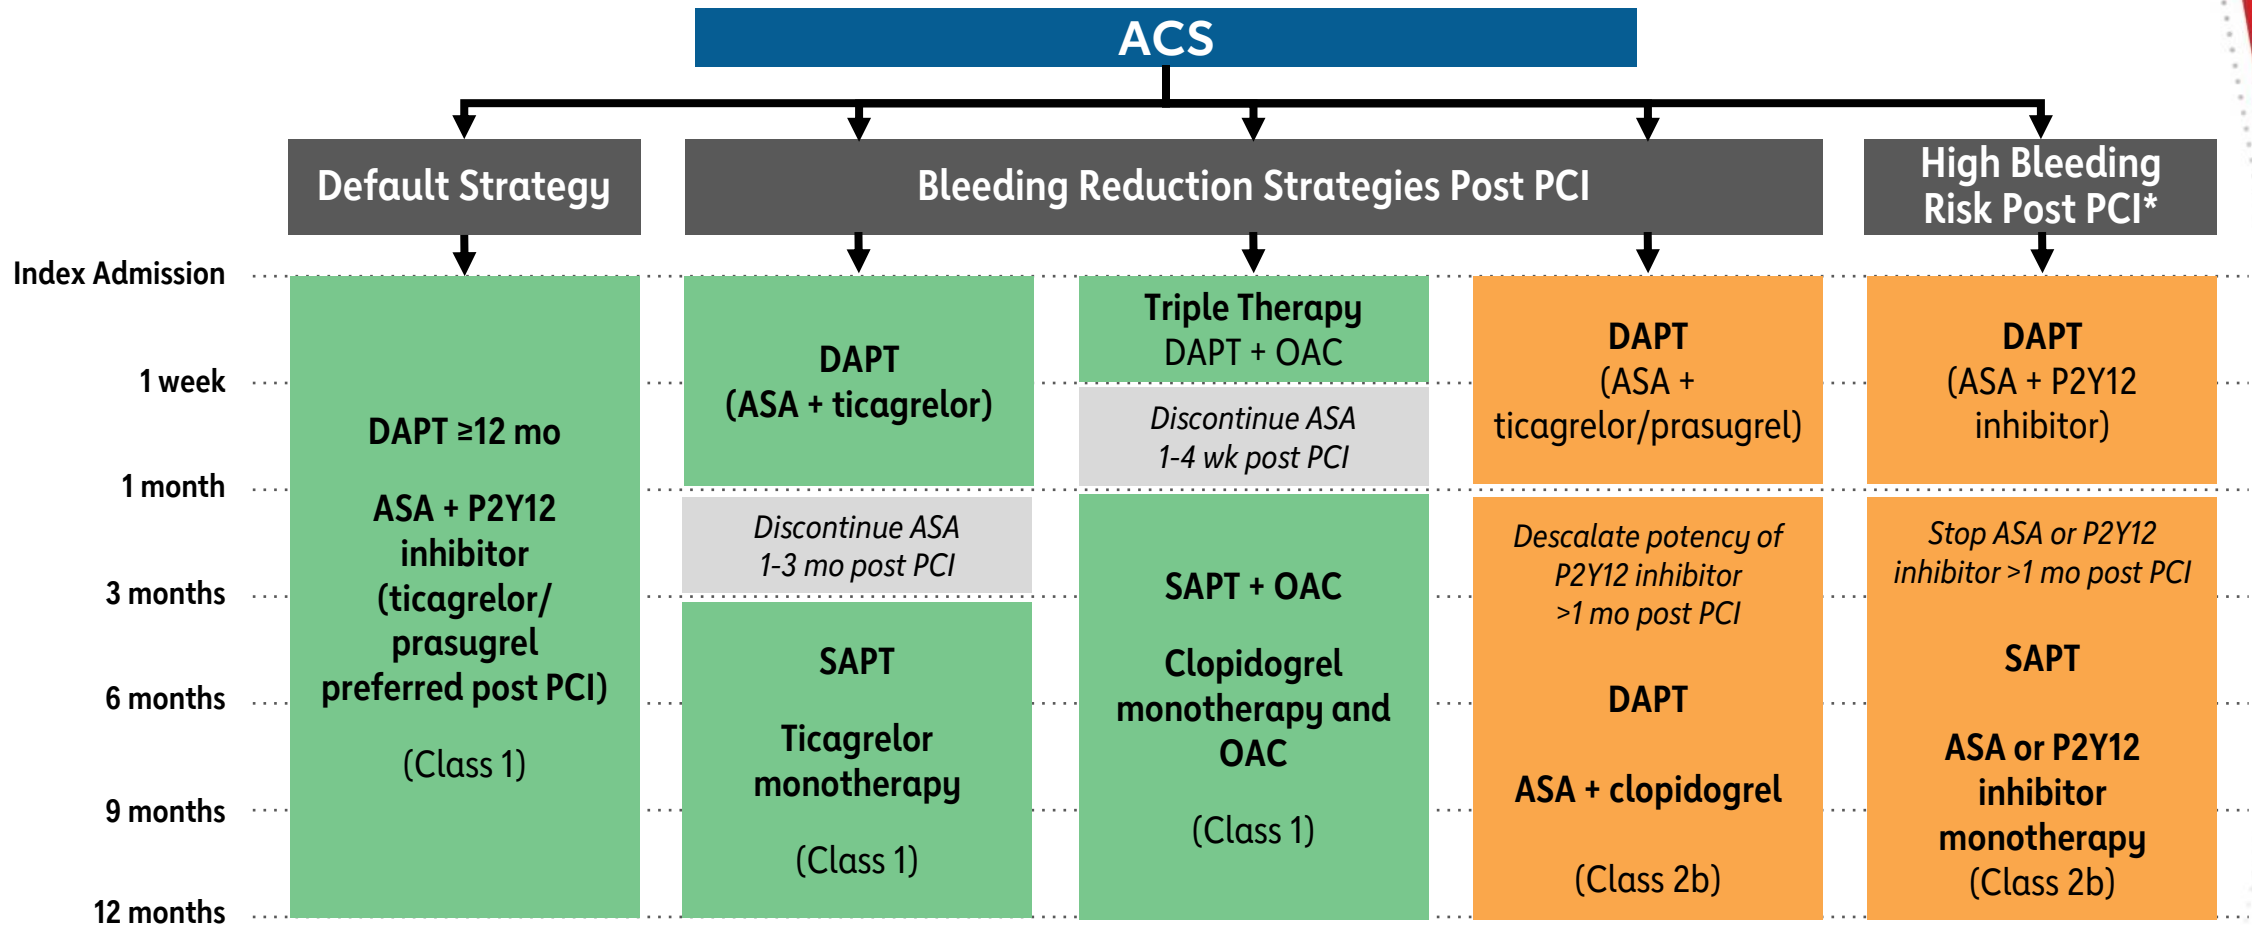 ACS
Default Strategy
Bleeding Reduction Strategies Post PCI
High Bleeding
Risk Post PCI*
Index Admission
1 week
1 month
3 months
6 months
9 months
12 months
DAPT ≥12 mo
ASA + P2Y12
inhibitor
(ticagrelor/
prasugrel
preferred post PCI)
(Class 1)
DAPT
(ASA + ticagrelor)
Discontinue ASA
1-3 mo post PCI
SAPT
Ticagrelor
monotherapy
(Class 1)
Triple Therapy
DAPT + OAC
Discontinue ASA
1-4 wk post PCI
SAPT + OAC
Clopidogrel
monotherapy and
OAC
(Class 1)
DAPT
(ASA +
ticagrelor/prasugrel)
Descalate potency of
P2Y12 inhibitor
>1 mo post PCI
DAPT
ASA + clopidogrel
(Class 2b)
DAPT
(ASA + P2Y12
inhibitor)
Stop ASA or P2Y12
inhibitor >1 mo post PCI
SAPT
ASA or P2Y12
inhibitor
monotherapy
(Class 2b)